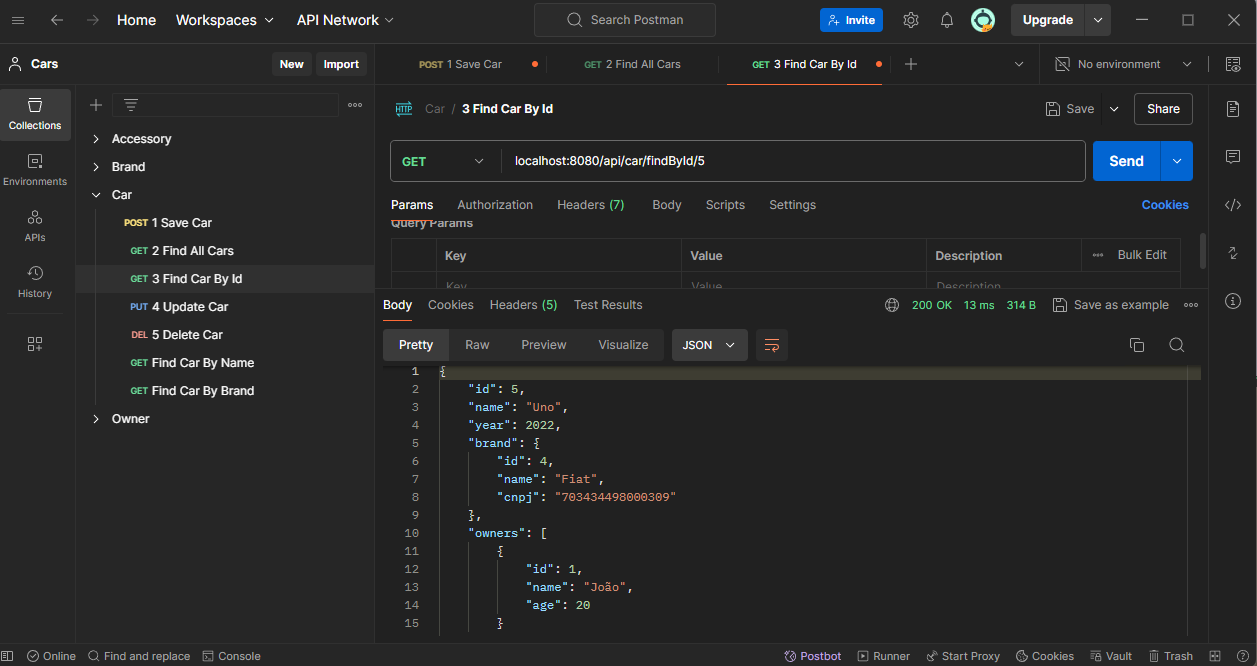 Home Workspaces API Network Search Postman Invite Upgrade
Cars New Import POST 1 Save Car GET 2 Find All Cars GET 3 Find Car By Id No environment
Collections
Environments
APIs
History
Accessory
Brand
Car
POST 1 Save Car
GET 2 Find All Cars
GET 3 Find Car By Id
PUT 4 Update Car
DEL 5 Delete Car
GET Find Car By Name
GET Find Car By Brand
Owner
HTTP Car / 3 Find Car By Id Save Share
GET localhost:8080/api/car/findById/5 Send
Params Authorization Headers (7) Body Scripts Settings Cookies
Query Params
Key Value Description Bulk Edit
Key Value Description
Body Cookies Headers (5) Test Results 200 OK 13 ms 314 B Save as example
Pretty Raw Preview Visualize JSON
1 {
2 "id": 5,
3 "name": "Uno",
4 "year": 2022,
5 "brand": {
6 "id": 4,
7 "name": "Fiat",
8 "cnpj": "703434498000309"
9 },
10 "owners": [
11 {
12 "id": 1,
13 "name": "João",
14 "age": 20
15 }
Online Find and replace Console Postbot Runner Start Proxy Cookies Vault Trash